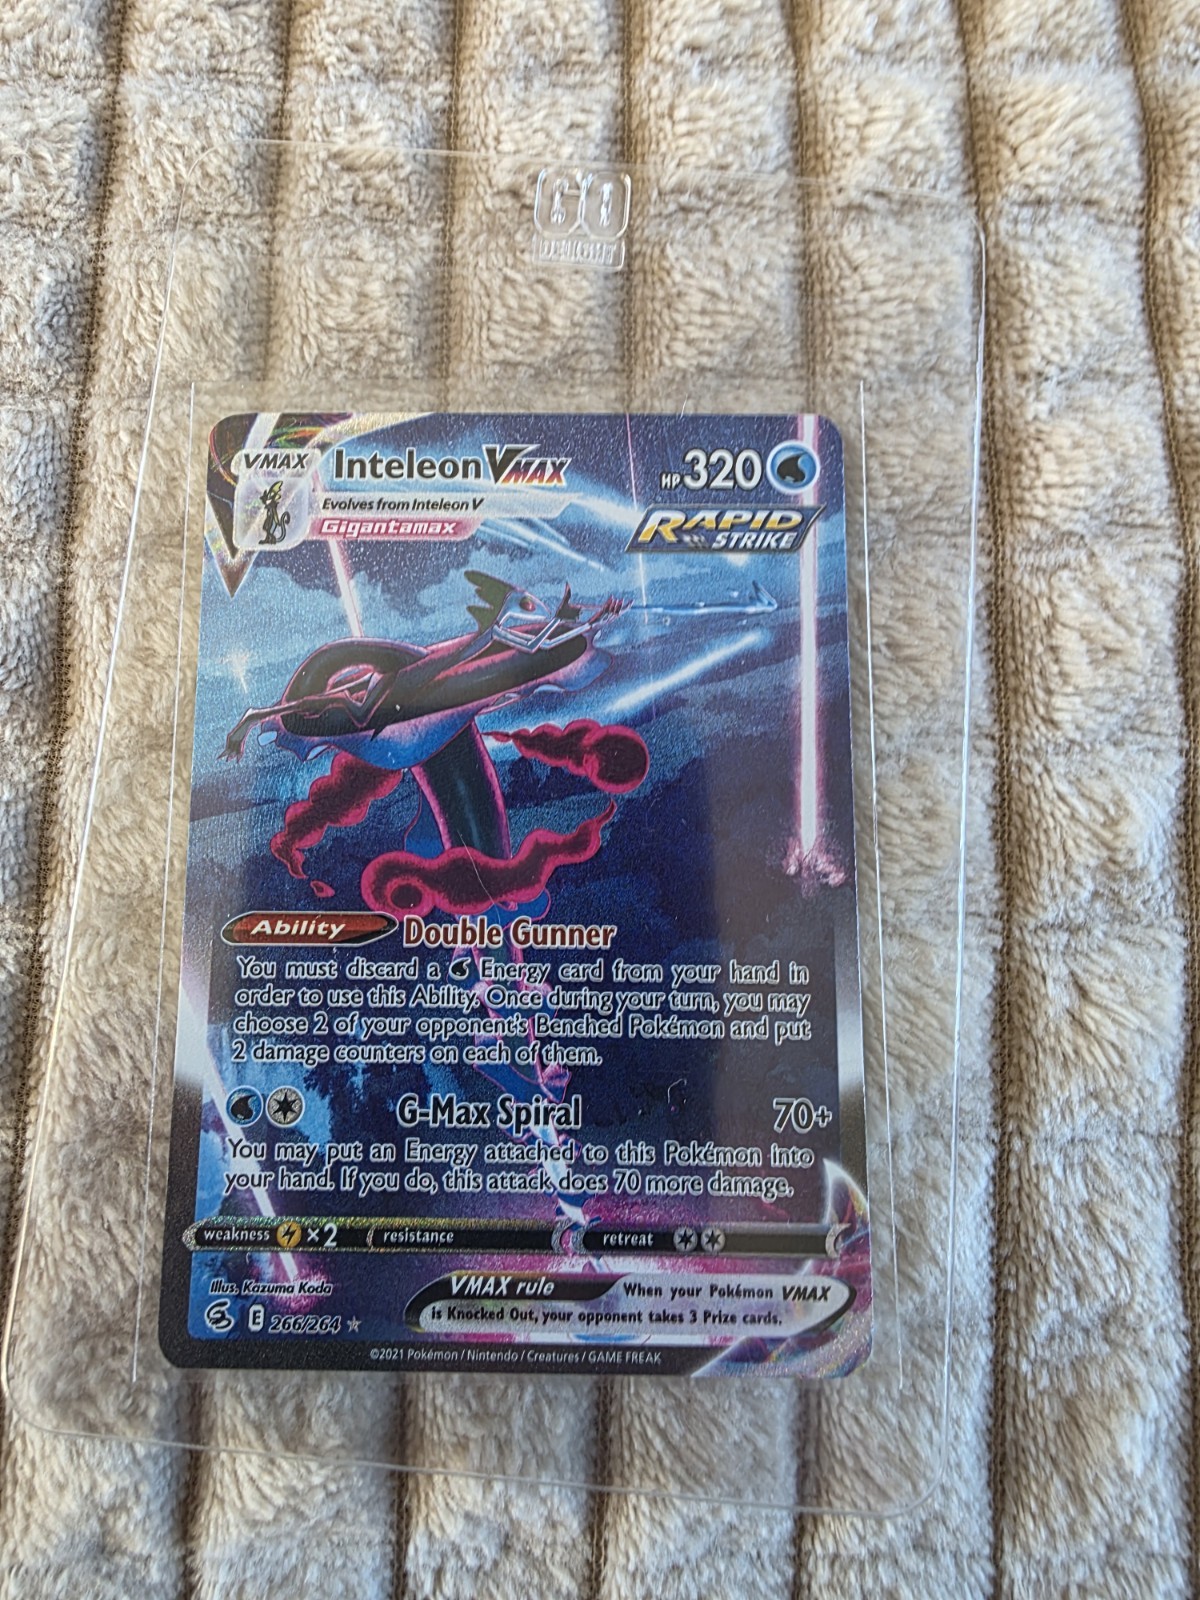 VMAX Inteleon VMAX HP 320
Evolves from Inteleon V
Gigantamax
RAPID
STRIKE
Ability Double Gunner
You must discard a Energy card from your hand in
order to use this Ability. Once during your turn, you may
choose 2 of your opponent's Benched Pokémon and put
2 damage counters on each of them.
G-Max Spiral 70+
You may put an Energy attached to this Pokémon into
your hand. If you do, this attack does 70 more damage.
weakness ×2 resistance retreat
Illus. Kazuma Koda
VMAX rule When your Pokémon VMAX
is Knocked Out, your opponent takes 3 Prize cards.
E 266/264
©2021 Pokémon / Nintendo / Creatures / GAME FREAK